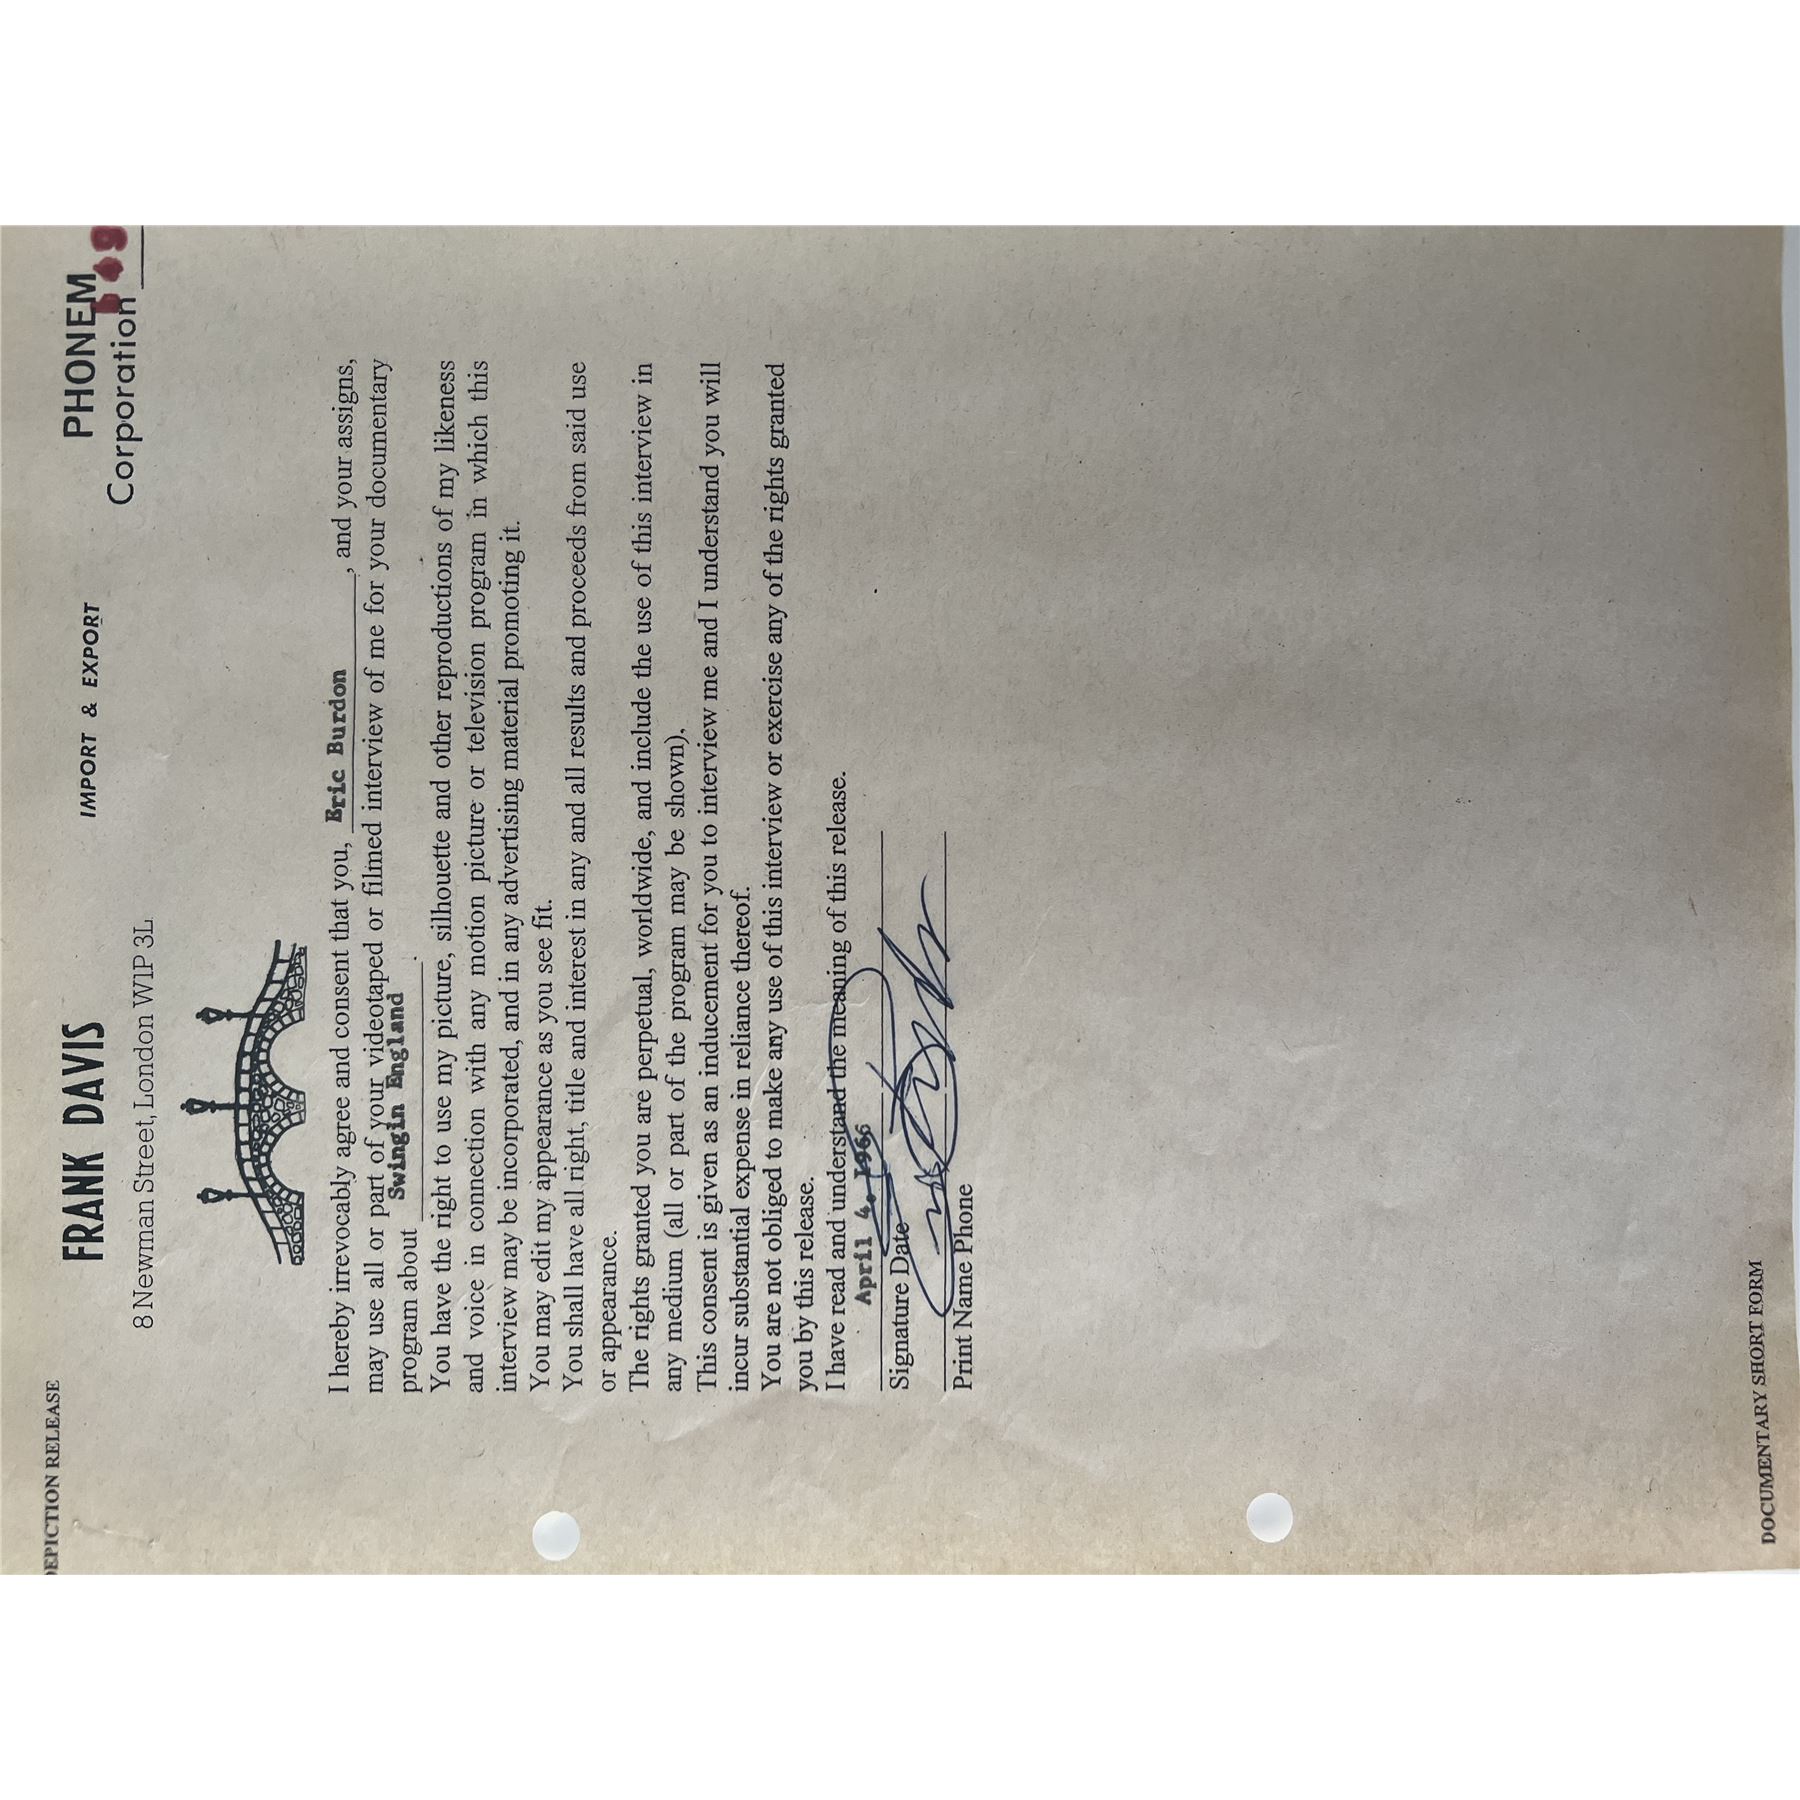 DEPICTION RELEASE
FRANK DAVIS IMPORT & EXPORT PHONEM
Corporation
8 Newman Street, London W1P 3L
I hereby irrevocably agree and consent that you, Eric Burdon, and your assigns,
may use all or part of your videotaped or filmed interview of me for your documentary
program about Swingin England.
You have the right to use my picture, silhouette and other reproductions of my likeness
and voice in connection with any motion picture or television program in which this
interview may be incorporated, and in any advertising material promoting it.
You may edit my appearance as you see fit.
You shall have all right, title and interest in any and all results and proceeds from said use
or appearance.
The rights granted you are perpetual, worldwide, and include the use of this interview in
any medium (all or part of the program may be shown),
This consent is given as an inducement for you to interview me and I understand you will
incur substantial expense in reliance thereof.
You are not obliged to make any use of this interview or exercise any of the rights granted
you by this release.
I have read and understand the meaning of this release.
April 4. 1966
Signature Date
Print Name Phone
DOCUMENTARY SHORT FORM